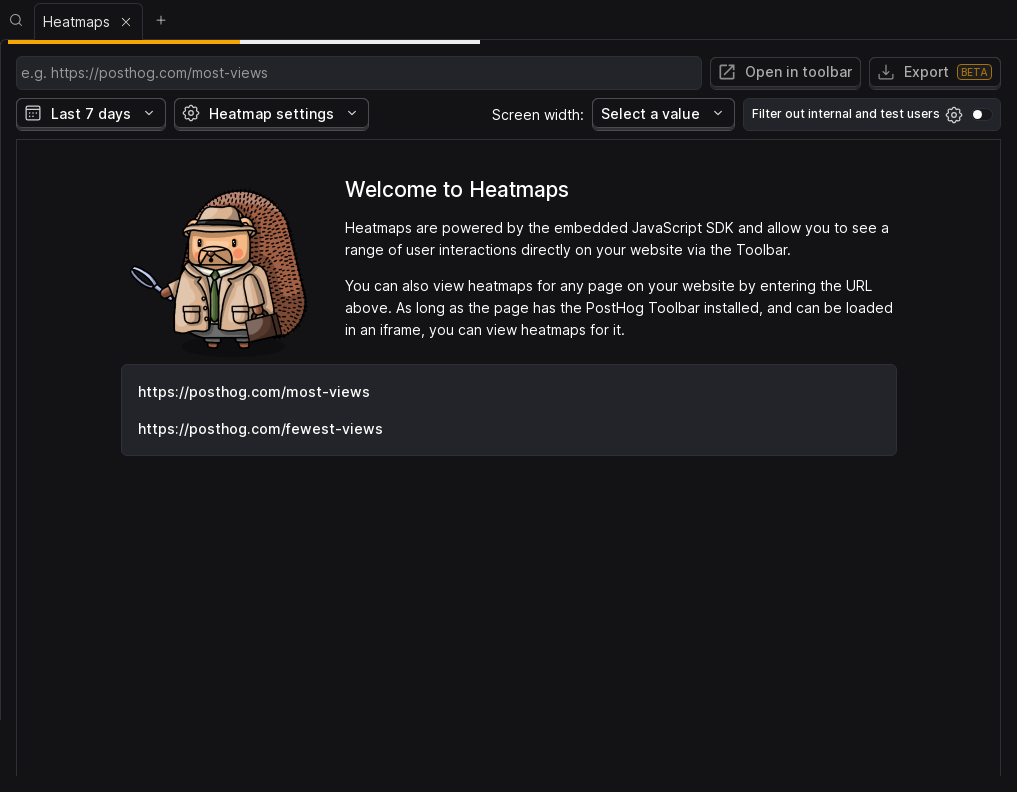 Heatmaps
e.g. https://posthog.com/most-views
Open in toolbar
Export BETA
Last 7 days
Heatmap settings
Screen width:
Select a value
Filter out internal and test users
Welcome to Heatmaps
Heatmaps are powered by the embedded JavaScript SDK and allow you to see a
range of user interactions directly on your website via the Toolbar.
You can also view heatmaps for any page on your website by entering the URL
above. As long as the page has the PostHog Toolbar installed, and can be loaded
in an iframe, you can view heatmaps for it.
https://posthog.com/most-views
https://posthog.com/fewest-views